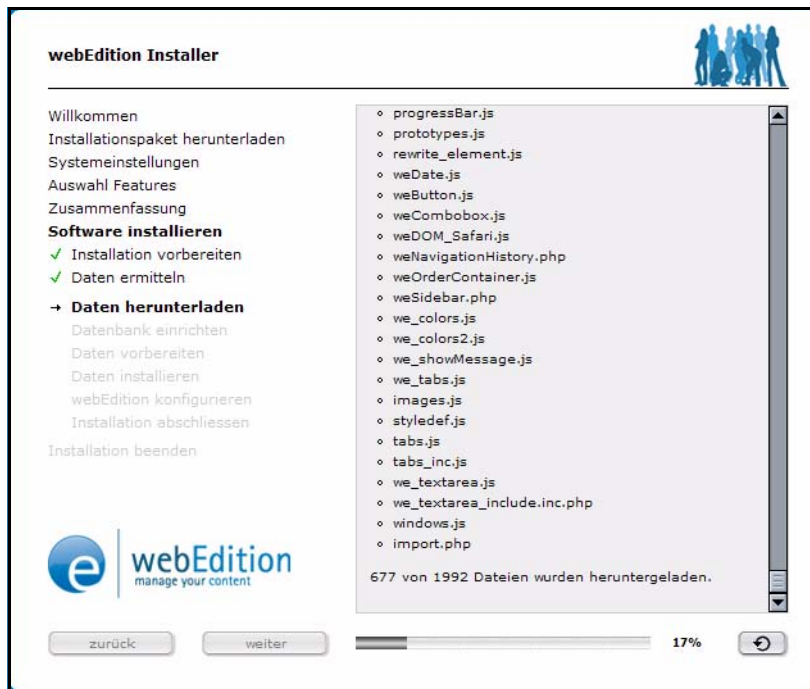 webEdition Installer
Willkommen
Installationspaket herunterladen
Systemeinstellungen
Auswahl Features
Zusammenfassung
Software installieren
Installation vorbereiten
Daten ermitteln
Daten herunterladen
Datenbank einrichten
Daten vorbereiten
Daten installieren
webEdition konfigurieren
Installation abschliessen
Installation beenden
progressBar.js
prototypes.js
rewrite_element.js
weDate.js
weButton.js
weCombobox.js
weDOM_Safari.js
weNavigationHistory.php
weOrderContainer.js
weSidebar.php
we_colors.js
we_colors2.js
we_showMessage.js
we_tabs.js
images.js
styledef.js
tabs.js
tabs_inc.js
we_textarea.js
we_textarea_include.inc.php
windows.js
import.php
677 von 1992 Dateien wurden heruntergeladen.
e
webEdition
manage your content
zurück
weiter
17%